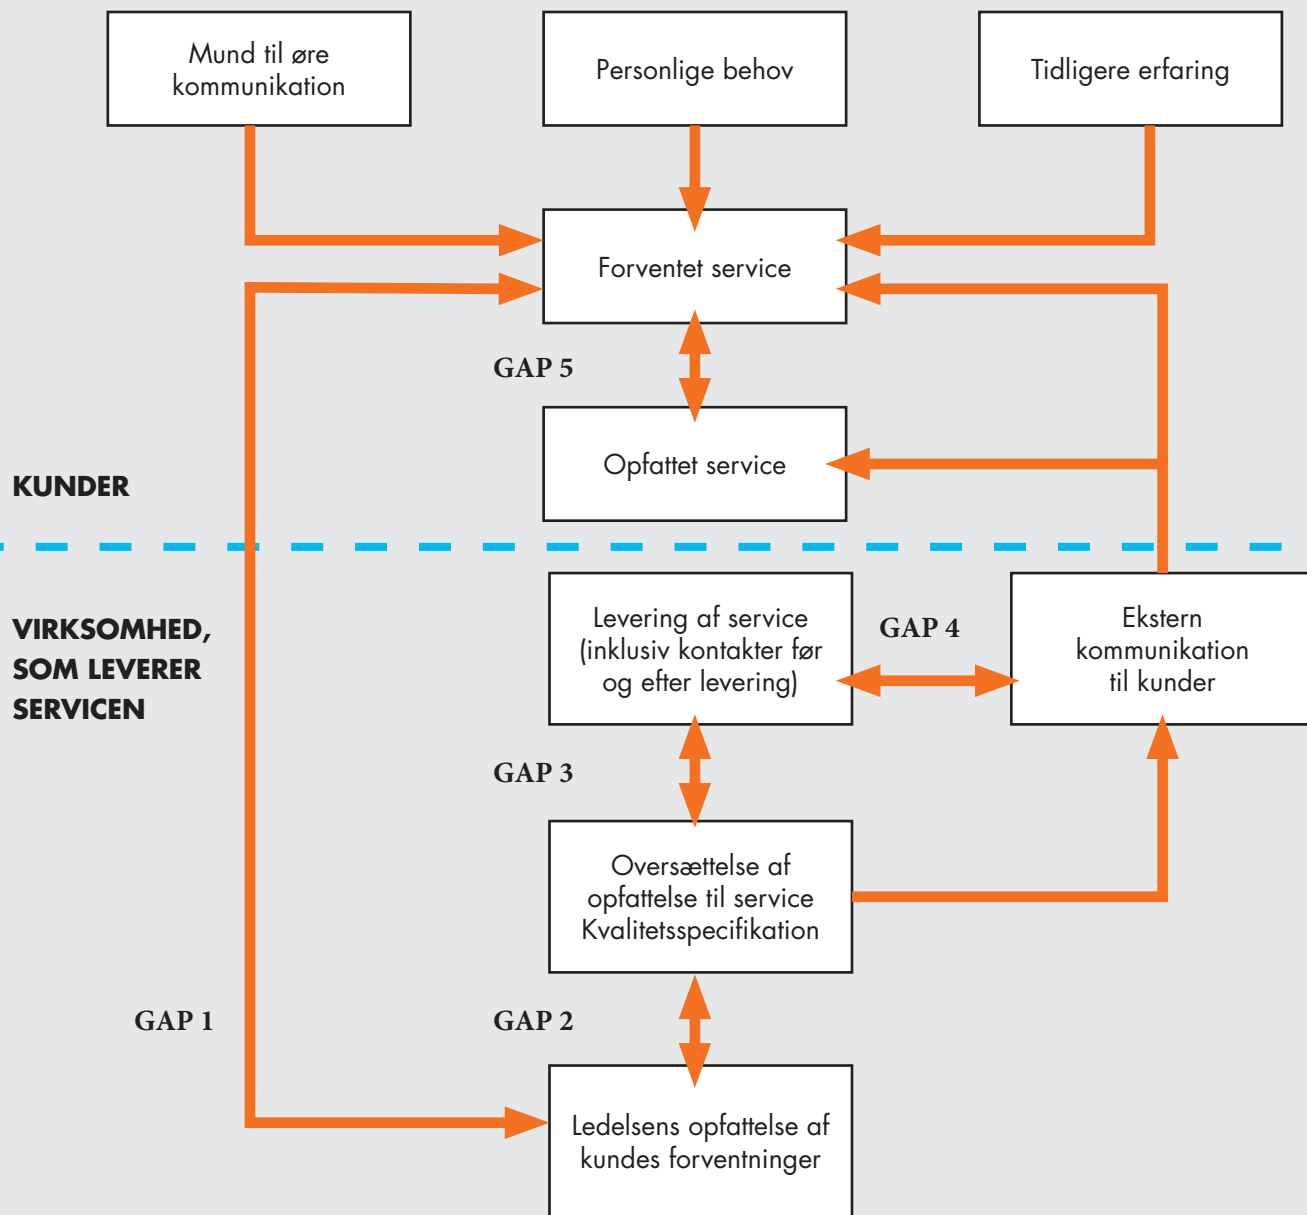 Mund til øre
kommunikation
Personlige behov
Tidligere erfaring
Forventet service
GAP 5
Opfattet service
KUNDER
VIRKSOMHED,
SOM LEVERER
SERVICEN
Levering af service
(inklusiv kontakter før
og efter levering)
GAP 4
Ekstern
kommunikation
til kunder
GAP 3
Oversættelse af
opfattelse til service
Kvalitetsspecifikation
GAP 1
GAP 2
Ledelsens opfattelse af
kundes forventninger